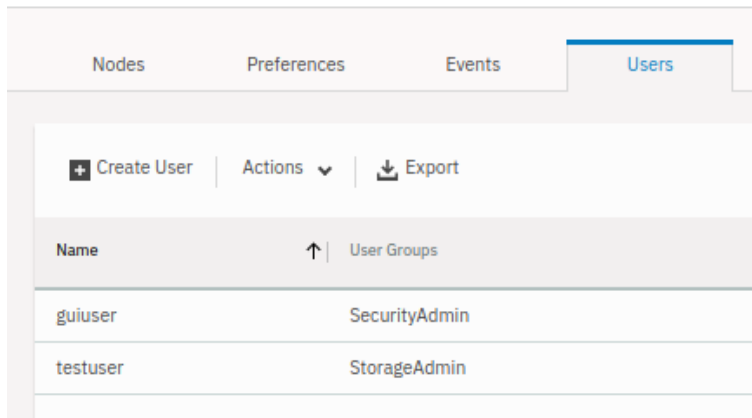 Nodes Preferences Events Users
Create User Actions Export
Name User Groups
guiuser SecurityAdmin
testuser StorageAdmin